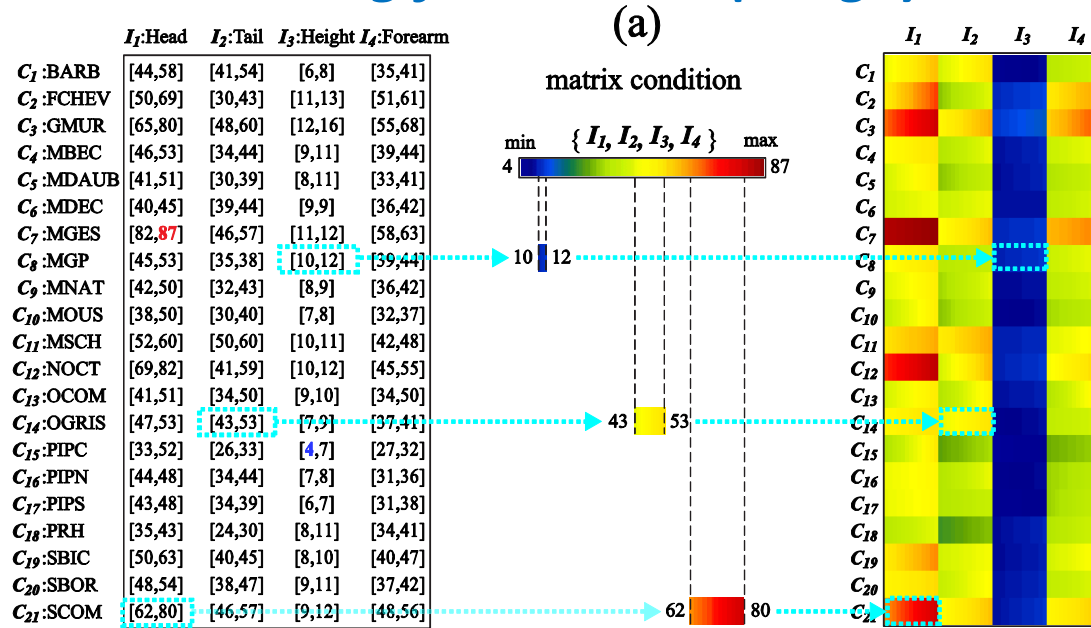 (a)
I1:Head I2:Tail I3:Height I4:Forearm
C1:BARB [44,58] [41,54] [6,8] [35,41]
C2:FCHEV [50,69] [30,43] [11,13] [51,61]
C3:GMUR [65,80] [48,60] [12,16] [55,68]
C4:MBEC [46,53] [34,44] [9,11] [39,44]
C5:MDAUB [41,51] [30,39] [8,11] [33,41]
C6:MDEC [40,45] [39,44] [9,9] [36,42]
C7:MGES [82,87] [46,57] [11,12] [58,63]
C8:MGP [45,53] [35,38] [10,12] [39,44]
C9:MNAT [42,50] [32,43] [8,9] [36,42]
C10:MOUS [38,50] [30,40] [7,8] [32,37]
C11:MSCH [52,60] [50,60] [10,11] [42,48]
C12:NOCT [69,82] [41,59] [10,12] [45,55]
C13:OCOM [41,51] [34,50] [9,10] [34,50]
C14:OGRIS [47,53] [43,53] [7,9] [37,41]
C15:PIPC [33,52] [26,33] [4,7] [27,32]
C16:PIPN [44,48] [34,44] [7,8] [31,36]
C17:PIPS [43,48] [34,39] [6,7] [31,38]
C18:PRH [35,43] [24,30] [8,11] [34,41]
C19:SBIC [50,63] [40,45] [8,10] [40,47]
C20:SBOR [48,54] [38,47] [9,11] [37,42]
C21:SCOM [62,80] [46,57] [9,12] [48,56]
matrix condition
min { I1, I2, I3, I4 } max
4 87
10 12
43 53
62 80
I1 I2 I3 I4
C1
C2
C3
C4
C5
C6
C7
C8
C9
C10
C11
C12
C13
C14
C15
C16
C17
C18
C19
C20
C21